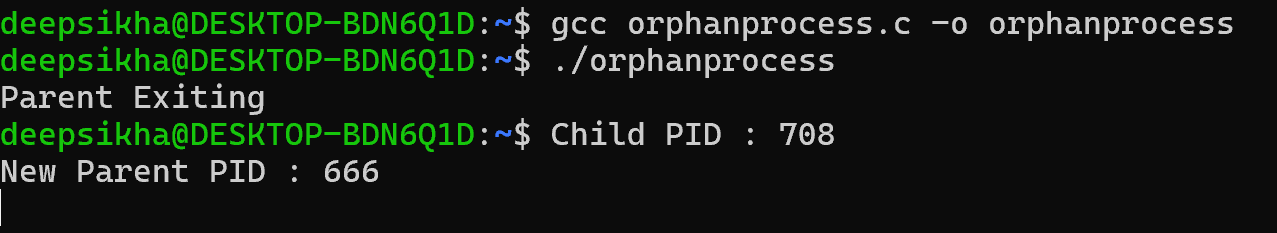 deepsikha@DESKTOP-BDN6Q1D:~$ gcc orphanprocess.c -o orphanprocess
deepsikha@DESKTOP-BDN6Q1D:~$ ./orphanprocess
Parent Exiting
deepsikha@DESKTOP-BDN6Q1D:~$ Child PID : 708
New Parent PID : 666